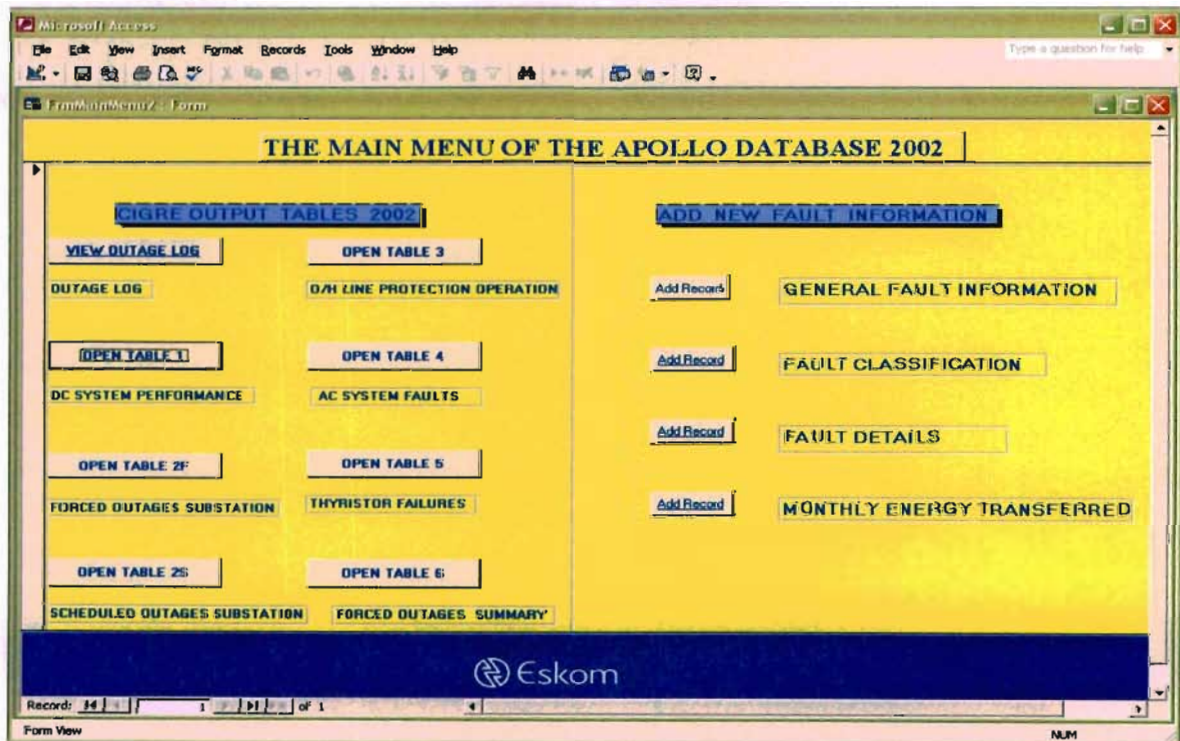 Microsoft Access
File Edit View Insert Format Records Tools Window Help
Type a question for help
FrmMainMenu2 : Form
THE MAIN MENU OF THE APOLLO DATABASE 2002
CIGRE OUTPUT TABLES 2002
VIEW OUTAGE LOG
OUTAGE LOG
OPEN TABLE 1
DC SYSTEM PERFORMANCE
OPEN TABLE 2F
FORCED OUTAGES SUBSTATION
OPEN TABLE 2S
SCHEDULED OUTAGES SUBSTATION
OPEN TABLE 3
O/H LINE PROTECTION OPERATION
OPEN TABLE 4
AC SYSTEM FAULTS
OPEN TABLE 5
THYRISTOR FAILURES
OPEN TABLE 6
FORCED OUTAGES SUMMARY
ADD NEW FAULT INFORMATION
Add Record GENERAL FAULT INFORMATION
Add Record FAULT CLASSIFICATION
Add Record FAULT DETAILS
Add Record MONTHLY ENERGY TRANSFERRED
Eskom
Record: 1 of 1
Form View NUM